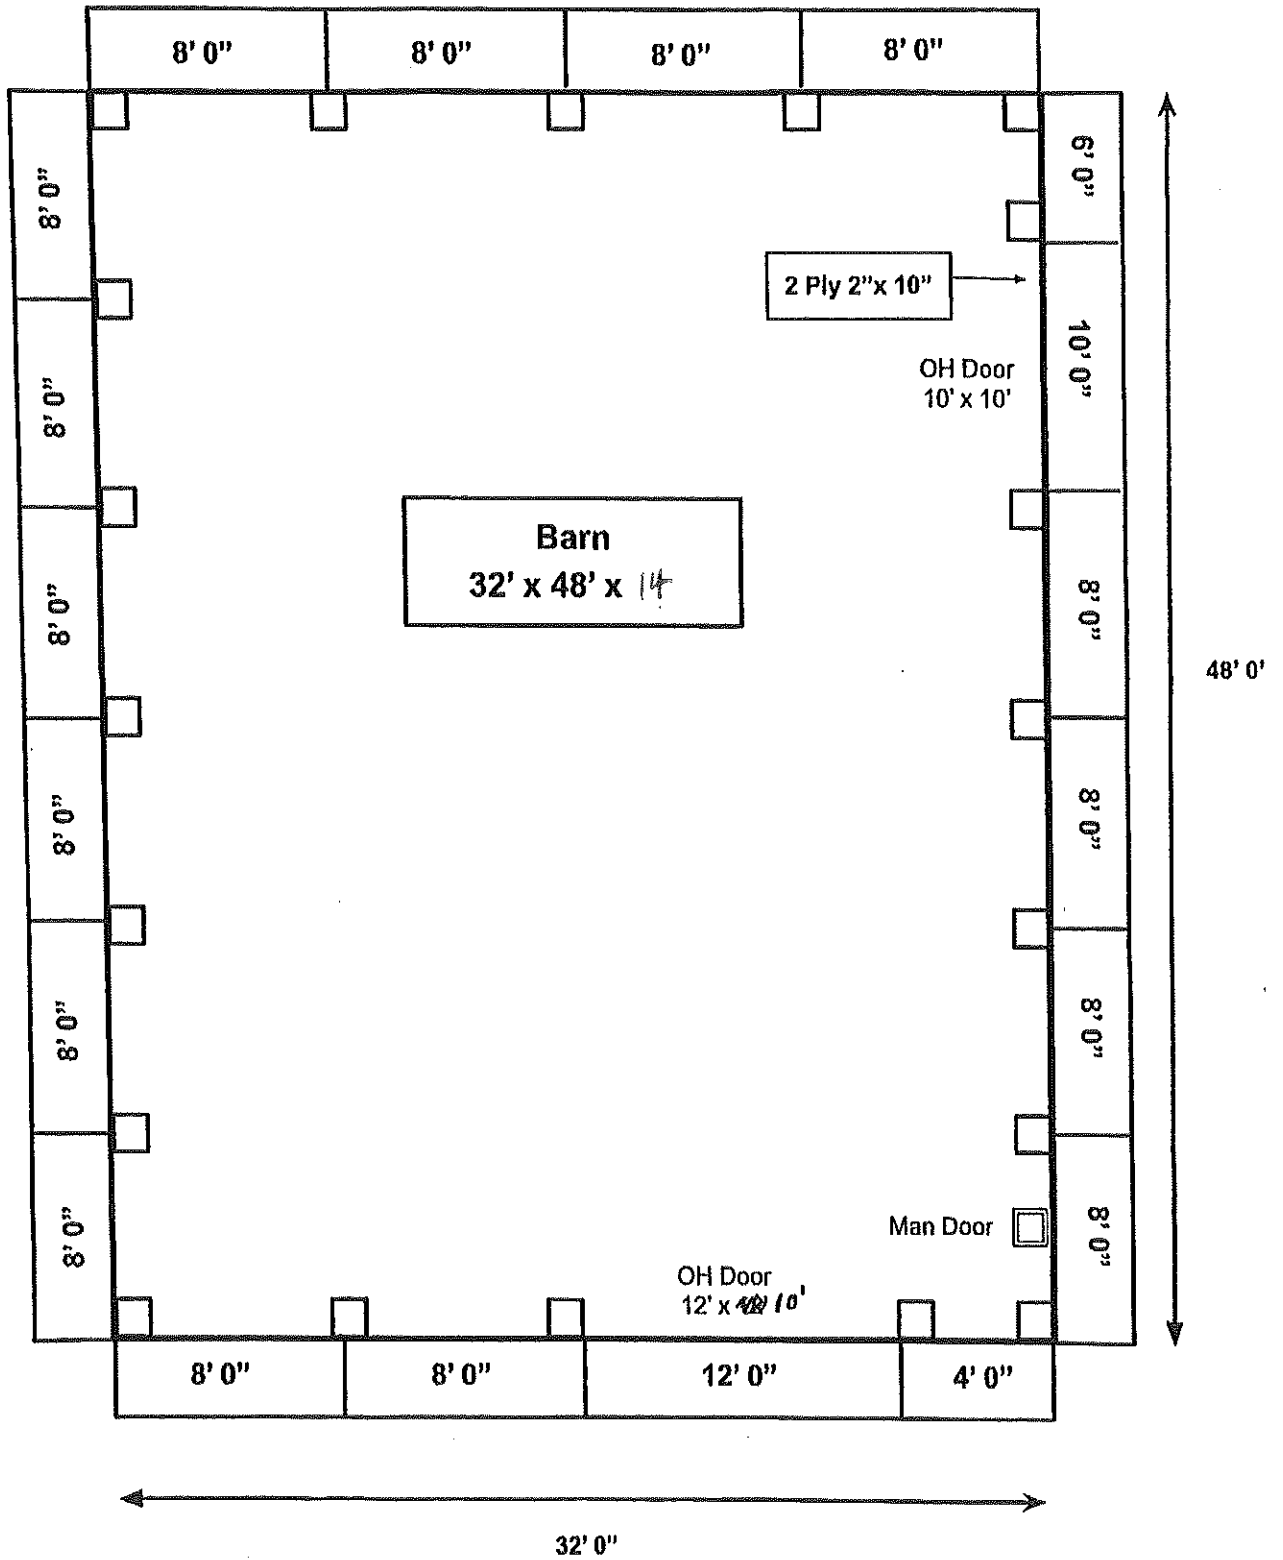 8' 0" 8' 0" 8' 0" 8' 0"
8' 0"
8' 0"
8' 0"
8' 0"
8' 0"
8' 0"
6' 0"
10' 0"
8' 0"
8' 0"
8' 0"
8' 0"
2 Ply 2"x 10"
OH Door
10' x 10'
Barn
32' x 48' x 14
48' 0'
Man Door
OH Door
12' x 10'
8' 0" 8' 0" 12' 0" 4' 0"
32' 0"